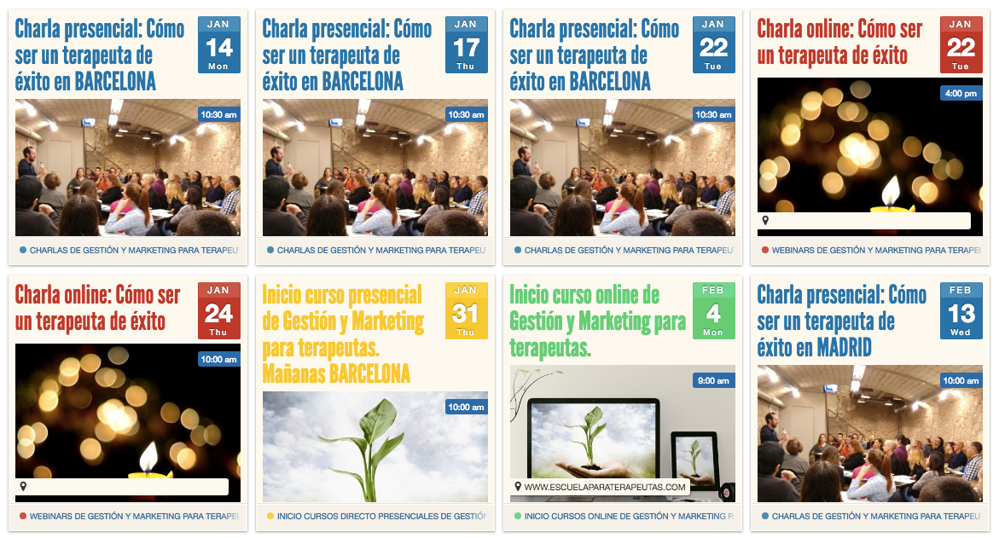 Charla presencial: Cómo
ser un terapeuta de
éxito en BARCELONA
JAN
14
Mon
10:30 am
CHARLAS DE GESTIÓN Y MARKETING PARA TERAPEU
Charla presencial: Cómo
ser un terapeuta de
éxito en BARCELONA
JAN
17
Thu
10:30 am
CHARLAS DE GESTIÓN Y MARKETING PARA TERAPEU
Charla presencial: Cómo
ser un terapeuta de
éxito en BARCELONA
JAN
22
Tue
10:30 am
CHARLAS DE GESTIÓN Y MARKETING PARA TERAPEU
Charla online: Cómo ser
un terapeuta de éxito
JAN
22
Tue
4:00 pm
WEBINARS DE GESTIÓN Y MARKETING PARA TERAPEU
Charla online: Cómo ser
un terapeuta de éxito
JAN
24
Thu
10:00 am
WEBINARS DE GESTIÓN Y MARKETING PARA TERAPEU
Inicio curso presencial
de Gestión y Marketing
para terapeutas.
Mañanas BARCELONA
JAN
31
Thu
10:00 am
INICIO CURSOS DIRECTO PRESENCIALES DE GESTIÓN
Inicio curso online de
Gestión y Marketing para
terapeutas.
FEB
4
Mon
9:00 am
WWW.ESCUELAPARATERAPEUTAS.COM
INICIO CURSOS ONLINE DE GESTIÓN Y MARKETING P
Charla presencial: Cómo
ser un terapeuta de
éxito en MADRID
FEB
13
Wed
10:00 am
CHARLAS DE GESTIÓN Y MARKETING PARA TERAPEU